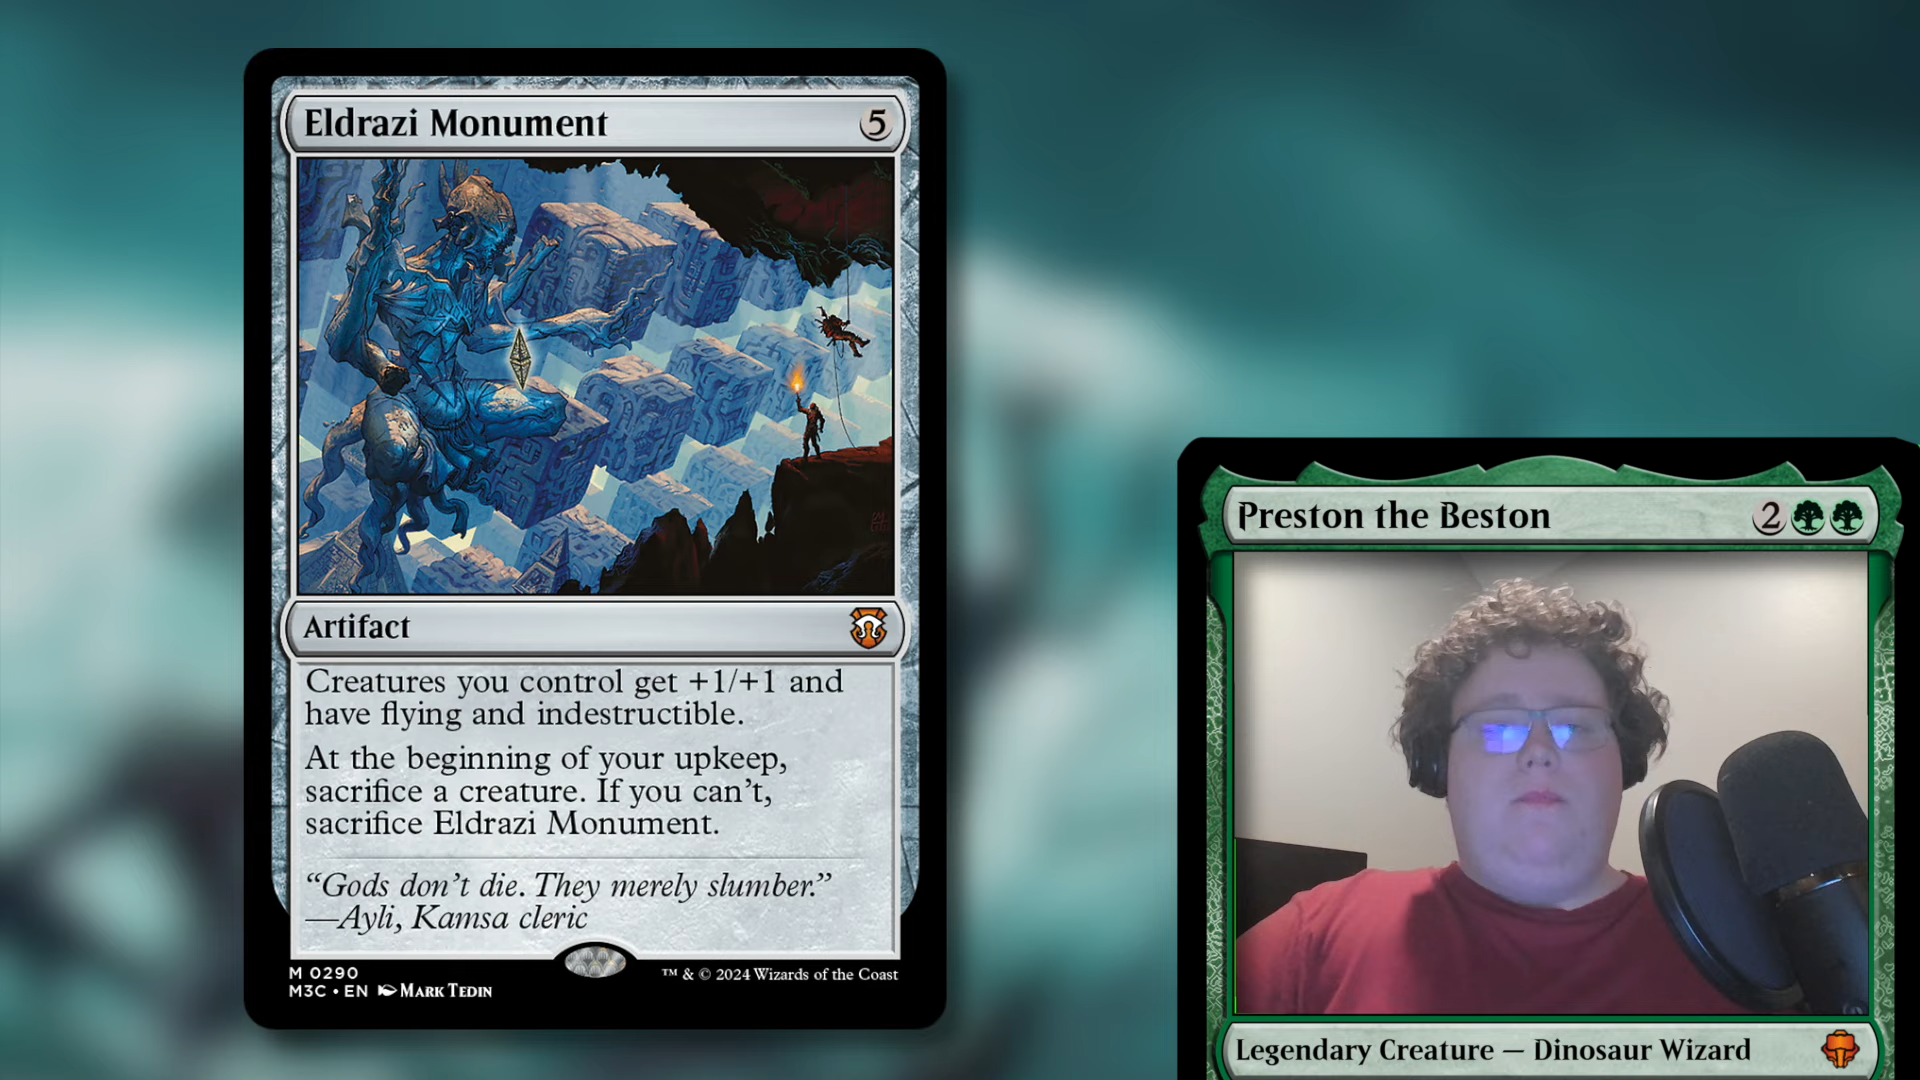 Eldrazi Monument 5
Artifact
Creatures you control get +1/+1 and
have flying and indestructible.
At the beginning of your upkeep,
sacrifice a creature. If you can't,
sacrifice Eldrazi Monument.
“Gods don't die. They merely slumber.”
—Ayli, Kamsa cleric
M 0290
M3C • EN MARK TEDIN
™ & © 2024 Wizards of the Coast
Preston the Beston 2
Legendary Creature — Dinosaur Wizard